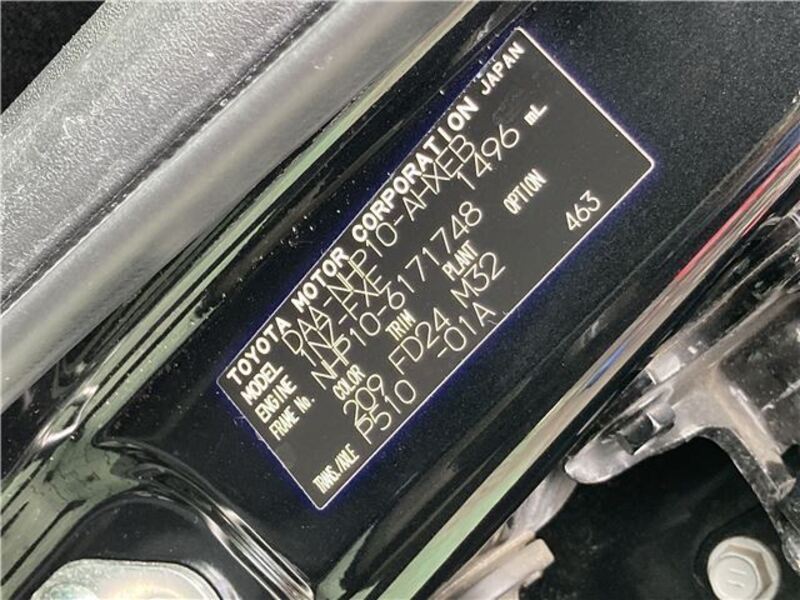 TOYOTA MOTOR CORPORATION JAPAN
MODEL DAA-NHP10-AHXEB
ENGINE 1NZ-FXE 1496 mL
FRAME No. NHP10-6171748
COLOR TRIM PLANT OPTION
209 FD24 M32 463
TRANS./AXLE P510 -01A